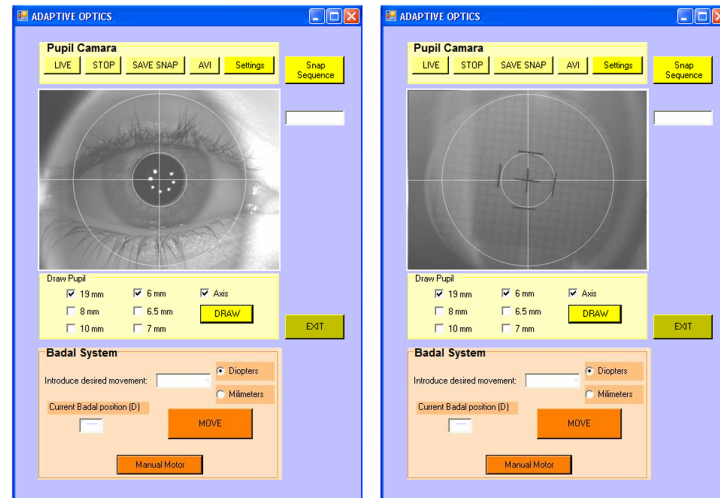 ADAPTIVE OPTICS
Pupil Camara
LIVE STOP SAVE SNAP AVI Settings
Snap
Sequence
Draw Pupil
19 mm 6 mm Axis
8 mm 6.5 mm DRAW
10 mm 7 mm
EXIT
Badal System
Diopters
Introduce desired movement:
Milimeters
Current Badal position (D)
MOVE
Manual Motor
ADAPTIVE OPTICS
Pupil Camara
LIVE STOP SAVE SNAP AVI Settings
Snap
Sequence
Draw Pupil
19 mm 6 mm Axis
8 mm 6.5 mm DRAW
10 mm 7 mm
EXIT
Badal System
Diopters
Introduce desired movement:
Milimeters
Current Badal position (D)
MOVE
Manual Motor